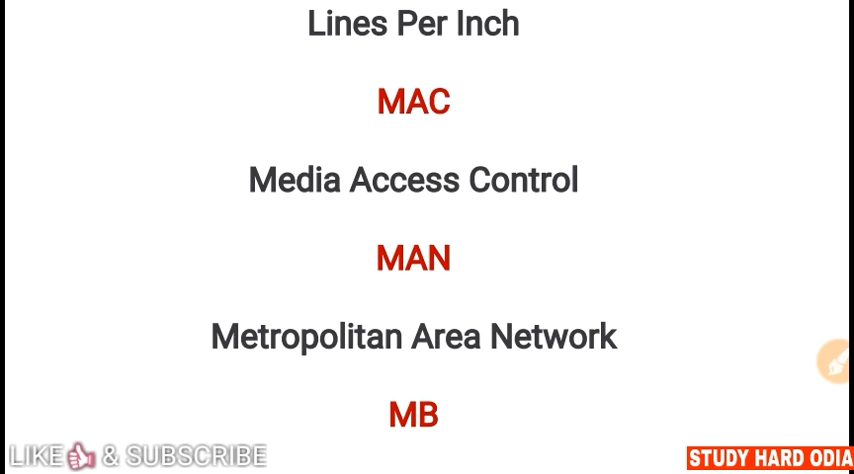 Lines Per Inch
MAC
Media Access Control
MAN
Metropolitan Area Network
MB
LIKE & SUBSCRIBE
STUDY HARD ODIA